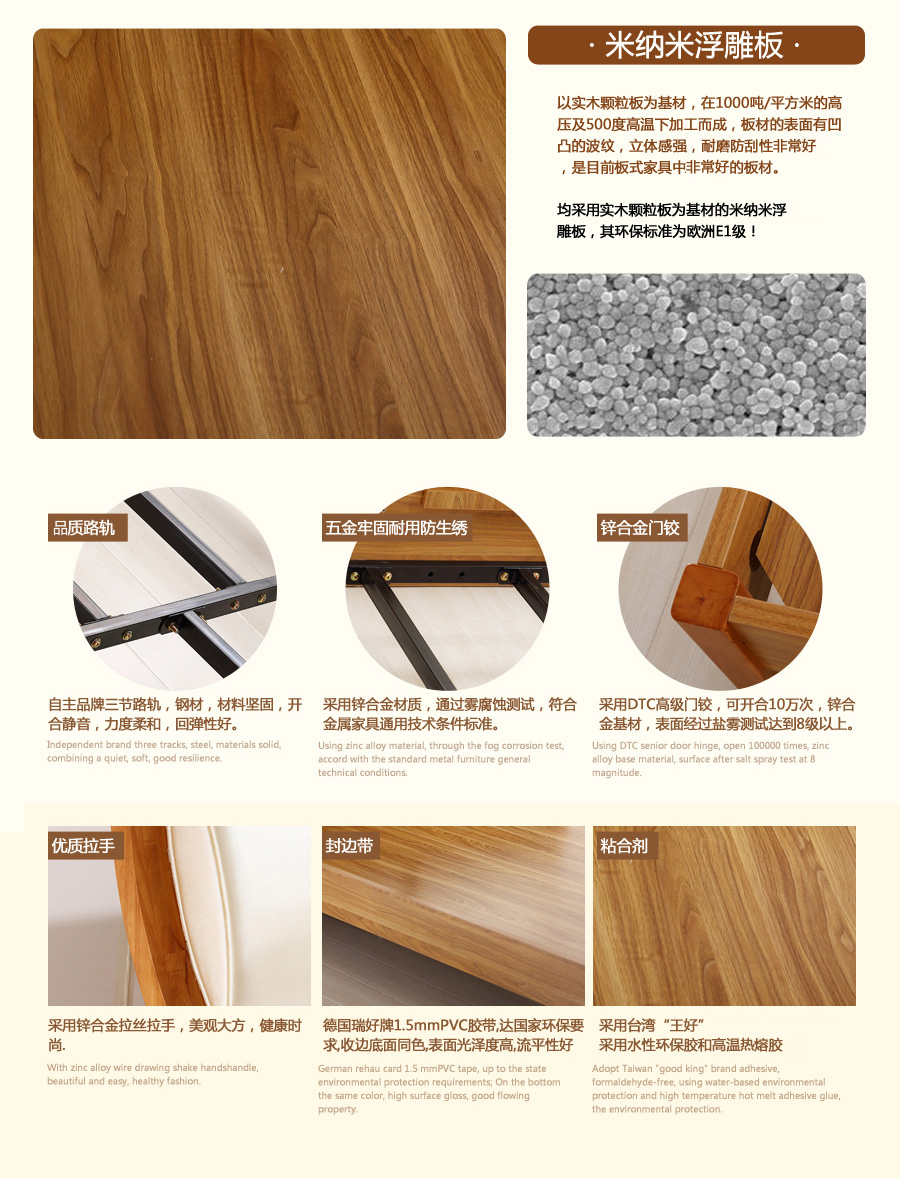 · 米纳米浮雕板 ·
以实木颗粒板为基材，在1000吨/平方米的高
压及500度高温下加工而成，板材的表面有凹
凸的波纹，立体感强，耐磨防刮性非常好
，是目前板式家具中非常好的板材。
均采用实木颗粒板为基材的米纳米浮
雕板，其环保标准为欧洲E1级！
品质路轨
自主品牌三节路轨，钢材，材料坚固，开
合静音，力度柔和，回弹性好。
Independent brand three tracks, steel, materials solid,
combining a quiet, soft, good resilience.
五金牢固耐用防生绣
采用锌合金材质，通过雾腐蚀测试，符合
金属家具通用技术条件标准。
Using zinc alloy material, through the fog corrosion test,
accord with the standard metal furniture general
technical conditions.
锌合金门铰
采用DTC高级门铰，可开合10万次，锌合
金基材，表面经过盐雾测试达到8级以上。
Using DTC senior door hinge, open 100000 times, zinc
alloy base material, surface after salt spray test at 8
magnitude.
优质拉手
采用锌合金拉丝拉手，美观大方，健康时
尚.
With zinc alloy wire drawing shake handshandle,
beautiful and easy, healthy fashion.
封边带
德国瑞好牌1.5mmPVC胶带,达国家环保要
求,收边底面同色,表面光泽度高,流平性好
German rehau card 1.5 mmPVC tape, up to the state
environmental protection requirements; On the bottom
the same color, high surface gloss, good flowing
property.
粘合剂
采用台湾“王好”
采用水性环保胶和高温热熔胶
Adopt Taiwan "good king" brand adhesive,
formaldehyde-free, using water-based environmental
protection and high temperature hot melt adhesive glue,
the environmental protection.